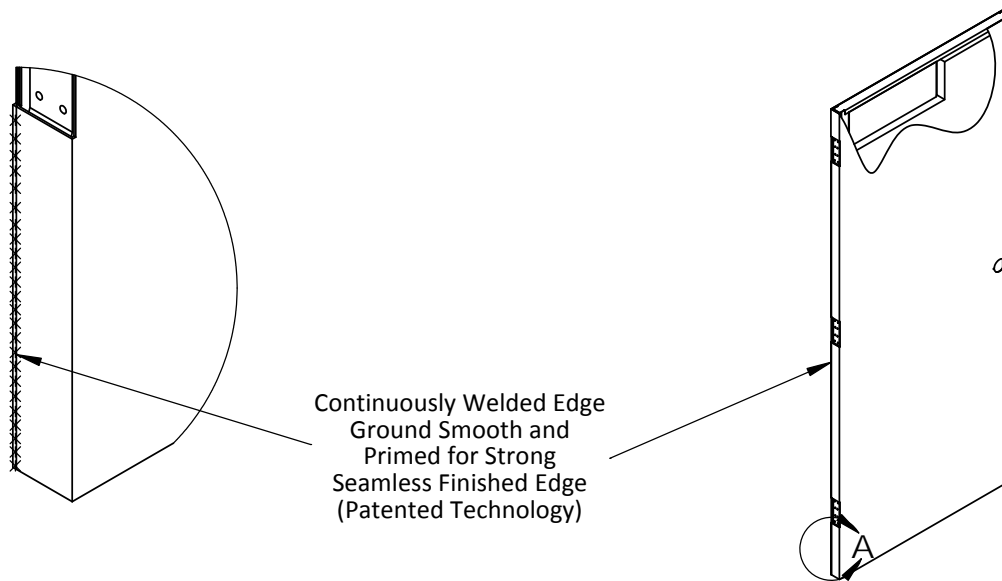 Continuously Welded Edge
Ground Smooth and
Primed for Strong
Seamless Finished Edge
(Patented Technology)
A